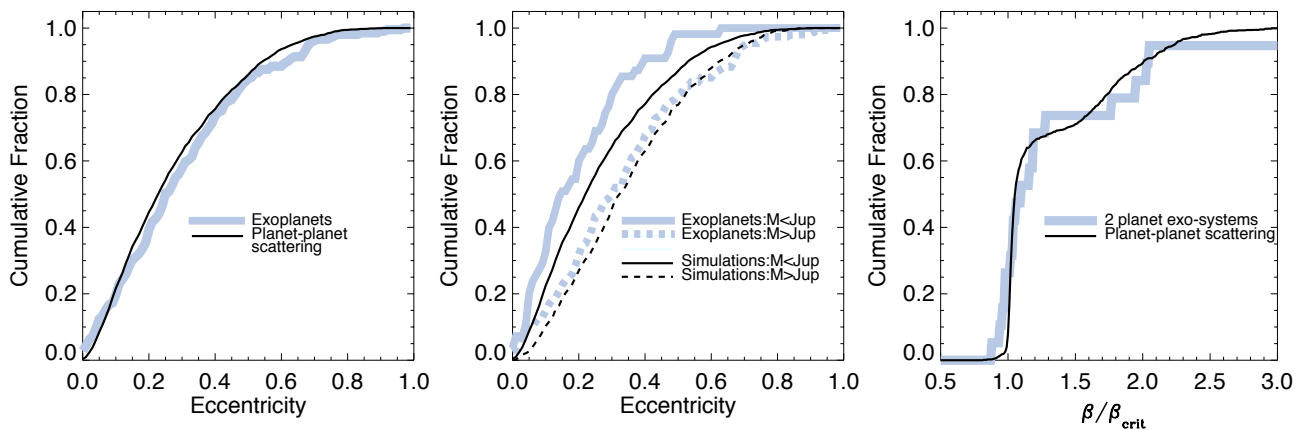 Cumulative Fraction
1.0
0.8
0.6
0.4
0.2
0.0
Exoplanets
Planet-planet
scattering
0.0 0.2 0.4 0.6 0.8 1.0
Eccentricity
Cumulative Fraction
1.0
0.8
0.6
0.4
0.2
0.0
Exoplanets:M<Jup
Exoplanets:M>Jup
Simulations:M<Jup
Simulations:M>Jup
0.0 0.2 0.4 0.6 0.8 1.0
Eccentricity
Cumulative Fraction
1.0
0.8
0.6
0.4
0.2
0.0
2 planet exo-systems
Planet-planet scattering
0.5 1.0 1.5 2.0 2.5 3.0
β/β_crit